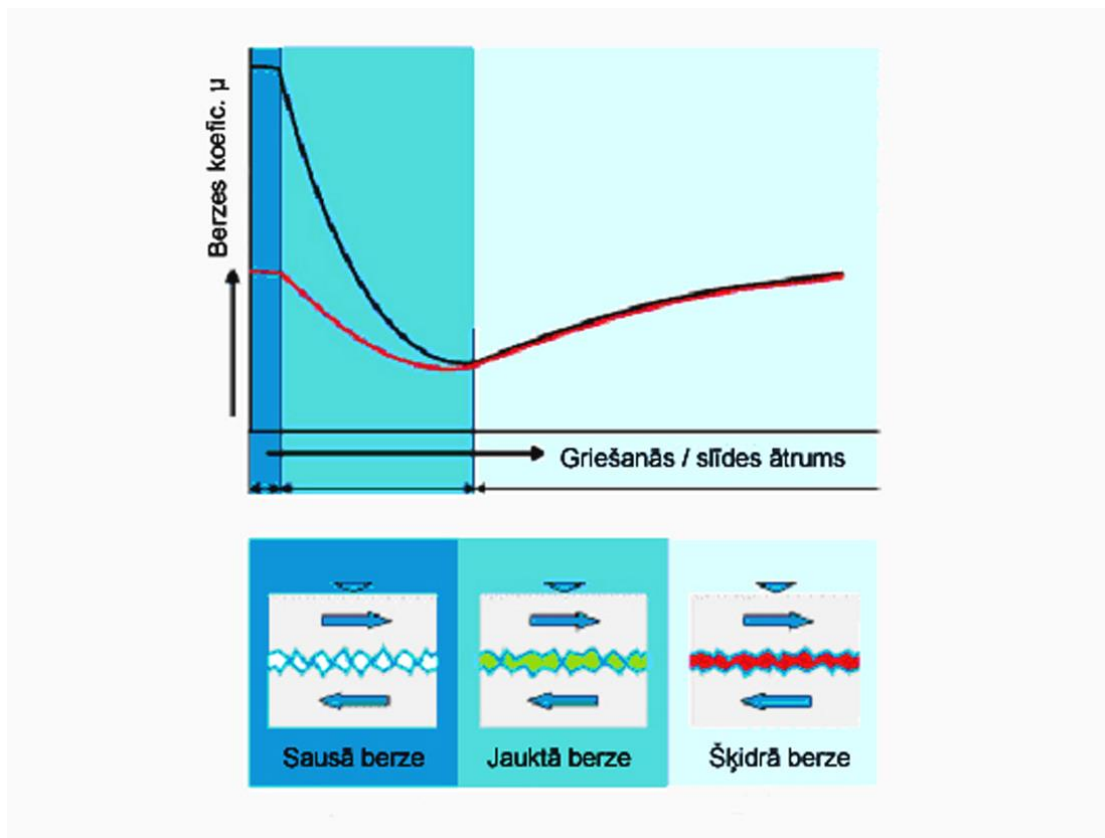 Berzes koefic. μ
Griešanās / slīdes ātrums
Sausā berze
Jauktā berze
Šķidrā berze